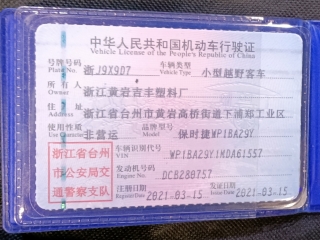 中华人民共和国机动车行驶证
Vehicle License of the People's Republic of China
号牌号码 浙J9X9D7 车辆类型 小型越野客车
Plate No. Vehicle Type
所有人 浙江黄岩吉丰塑料厂
Owner
住址 浙江省台州市黄岩高桥街道下浦郑工业区
Address
使用性质 非营运 品牌型号 保时捷WP1BA29Y
Use Character Model
浙江省台州市公安局交通警察支队
车辆识别代号 WP1BA29Y1MDA61557
VIN
发动机号码 DCB280757
Engine No.
注册日期 2021-03-15 发证日期 2021-03-15
Register Date Issue Date